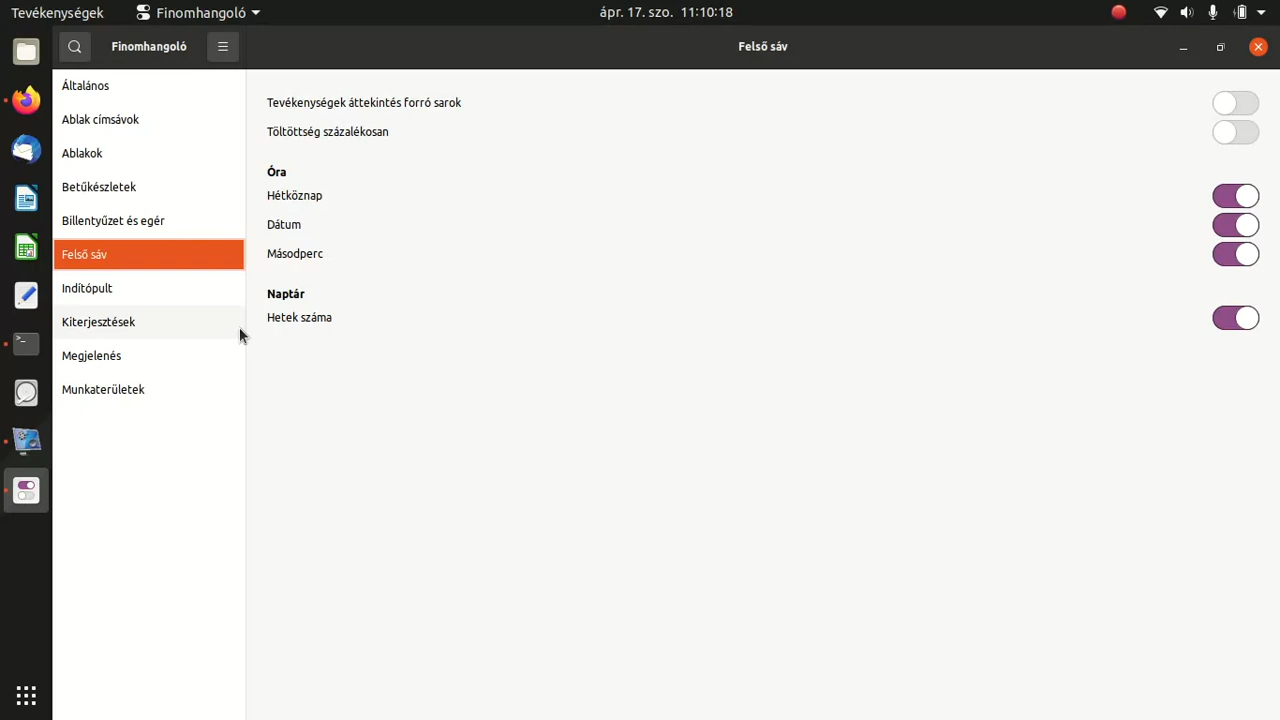 Tevékenységek
Finomhangoló
ápr. 17. szo. 11:10:18
Finomhangoló
Felső sáv
Általános
Ablak címsávok
Ablakok
Betűkészletek
Billentyűzet és egér
Felső sáv
Indítópult
Kiterjesztések
Megjelenés
Munkaterületek
Tevékenységek áttekintés forró sarok
Töltöttség százalékosan
Óra
Hétköznap
Dátum
Másodperc
Naptár
Hetek száma